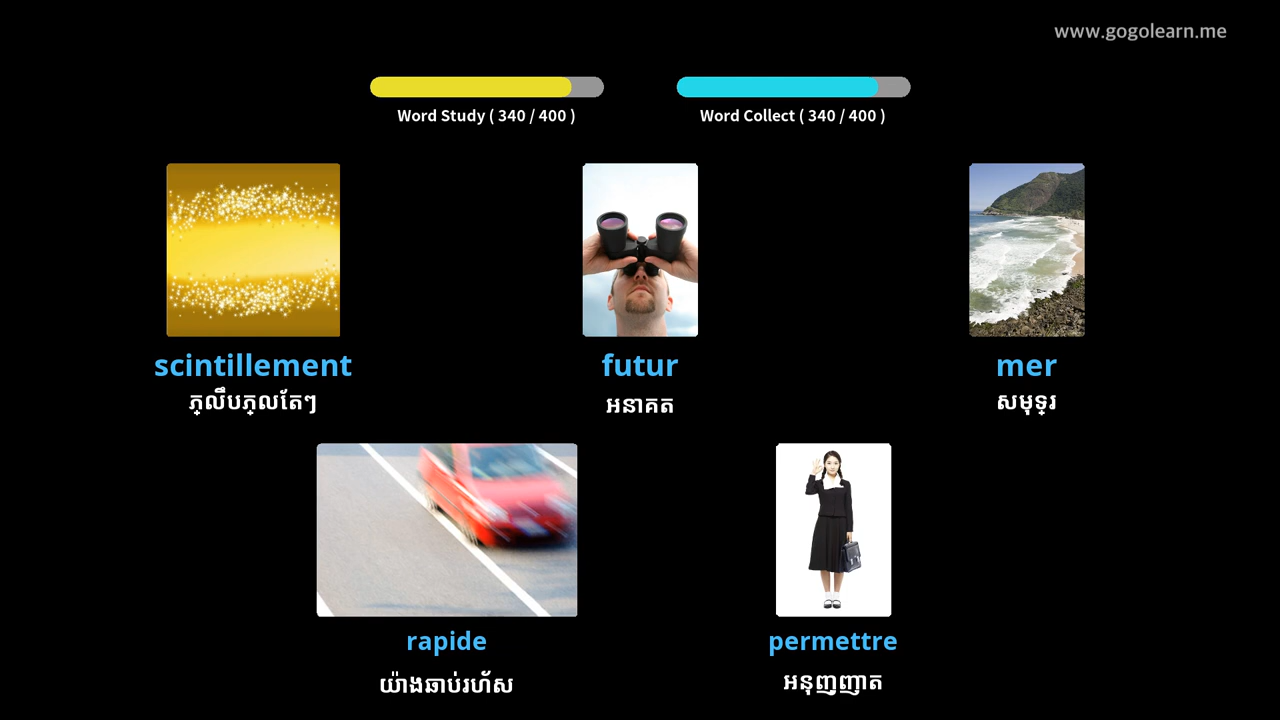 www.gogolearn.me
Word Study ( 340 / 400 )
Word Collect ( 340 / 400 )
scintillement
futur
mer
ភ្លឺបភ្លតែៗ
អនាគត
សមុទ្រ
rapide
permettre
យ៉ាងឆាប់រហ័ស
អនុញ្ញាត